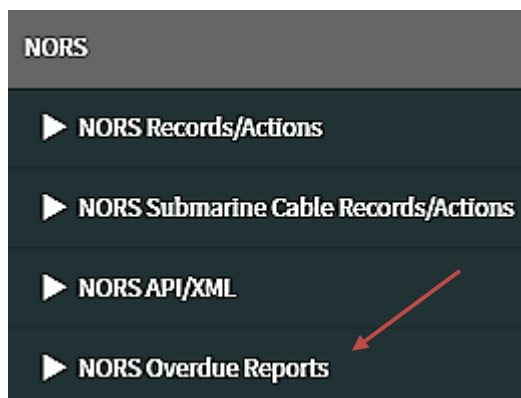 NORS
NORS Records/Actions
NORS Submarine Cable Records/Actions
NORS API/XML
NORS Overdue Reports